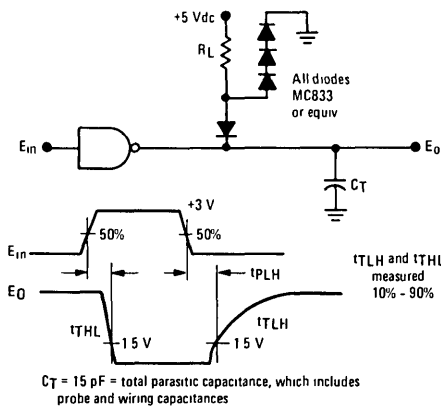 +5 Vdc
RL
All diodes
MC833
or equiv
Ein
Eo
CT
+3 V
50%
50%
Ein
tPLH
tTLH and tTHL
measured
10% - 90%
EO
tTHL
1 5 V
tTLH
1 5 V
CT = 15 pF = total parasitic capacitance, which includes
probe and wiring capacitances